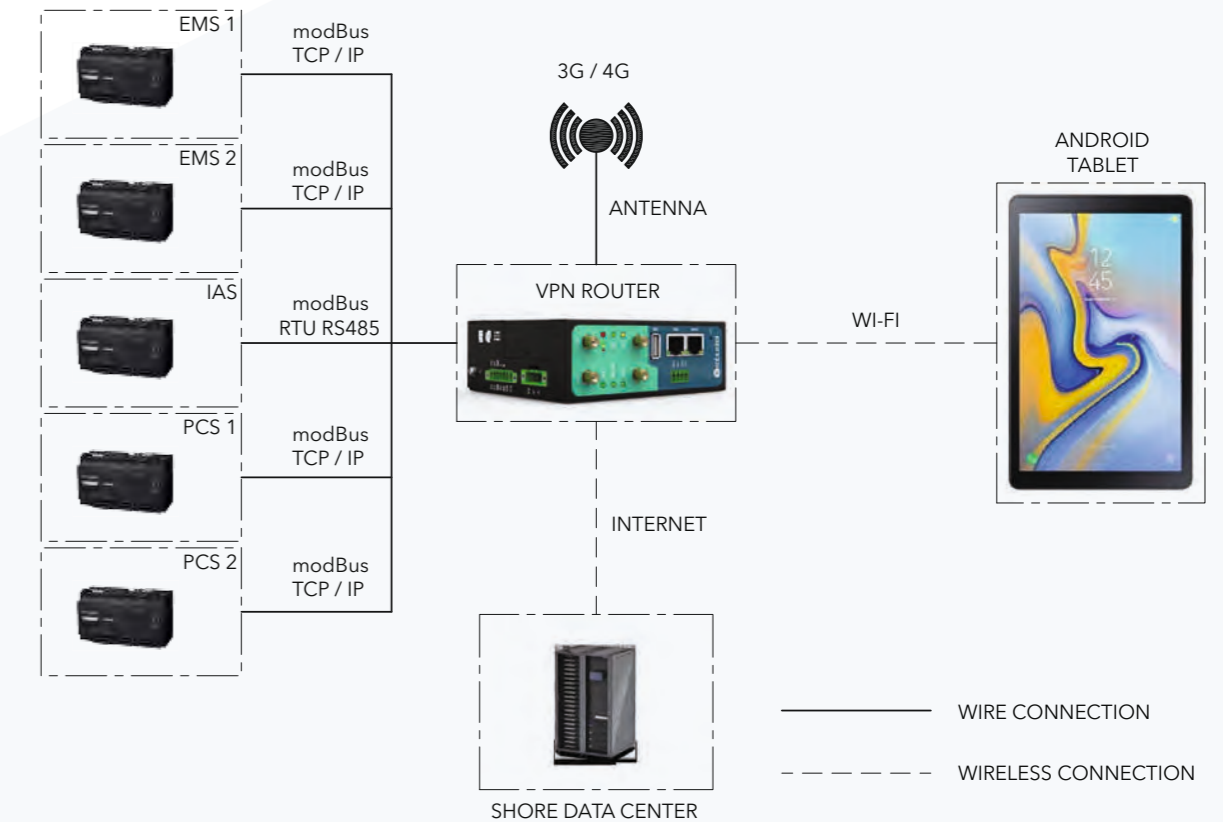 EMS 1
modBus
TCP / IP
EMS 2
modBus
TCP / IP
IAS
modBus
RTU RS485
PCS 1
modBus
TCP / IP
PCS 2
modBus
TCP / IP
3G / 4G
ANTENNA
VPN ROUTER
WI-FI
ANDROID
TABLET
12
45
INTERNET
SHORE DATA CENTER
WIRE CONNECTION
WIRELESS CONNECTION